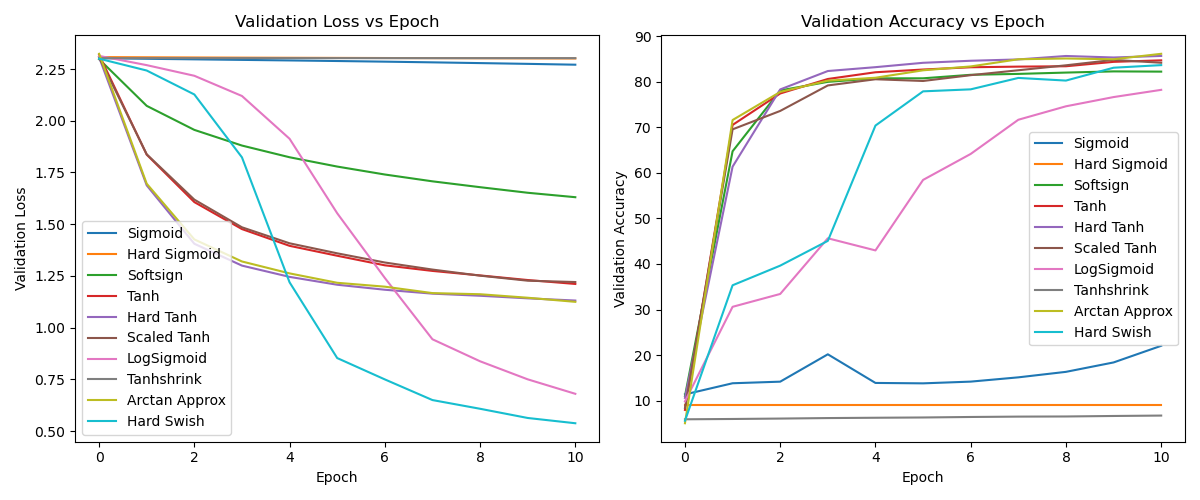 Validation Loss vs Epoch
Validation Loss
2.25
2.00
1.75
1.50
1.25
1.00
0.75
0.50
Sigmoid
Hard Sigmoid
Softsign
Tanh
Hard Tanh
Scaled Tanh
LogSigmoid
Tanhshrink
Arctan Approx
Hard Swish
0 2 4 6 8 10
Epoch
Validation Accuracy vs Epoch
Validation Accuracy
90
80
70
60
50
40
30
20
10
Sigmoid
Hard Sigmoid
Softsign
Tanh
Hard Tanh
Scaled Tanh
LogSigmoid
Tanhshrink
Arctan Approx
Hard Swish
0 2 4 6 8 10
Epoch